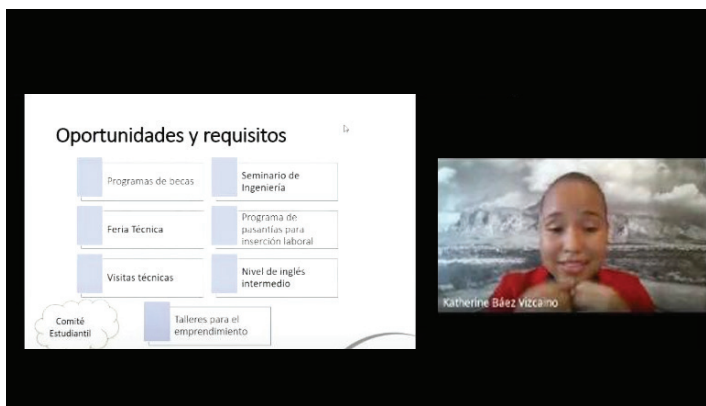 Oportunidades y requisitos
Programas de becas
Seminario de
Ingeniería
Feria Técnica
Programa de
pasantías para
inserción laboral
Visitas técnicas
Nivel de inglés
intermedio
Comité
Estudiantil
Talleres para el
emprendimiento
Katherine Báez Vizcaino